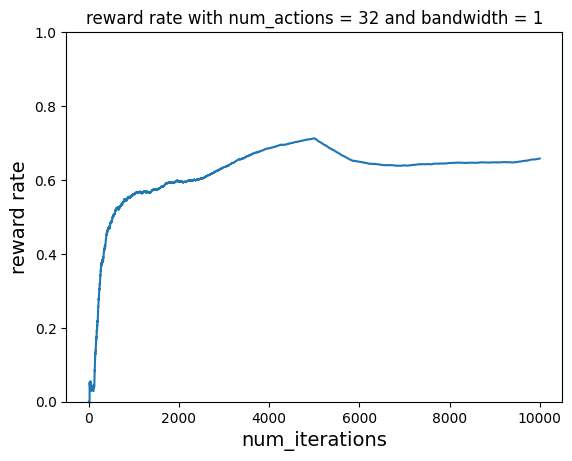 reward rate with num_actions = 32 and bandwidth = 1
1.0
0.8
0.6
0.4
0.2
0.0
reward rate
0 2000 4000 6000 8000 10000
num_iterations